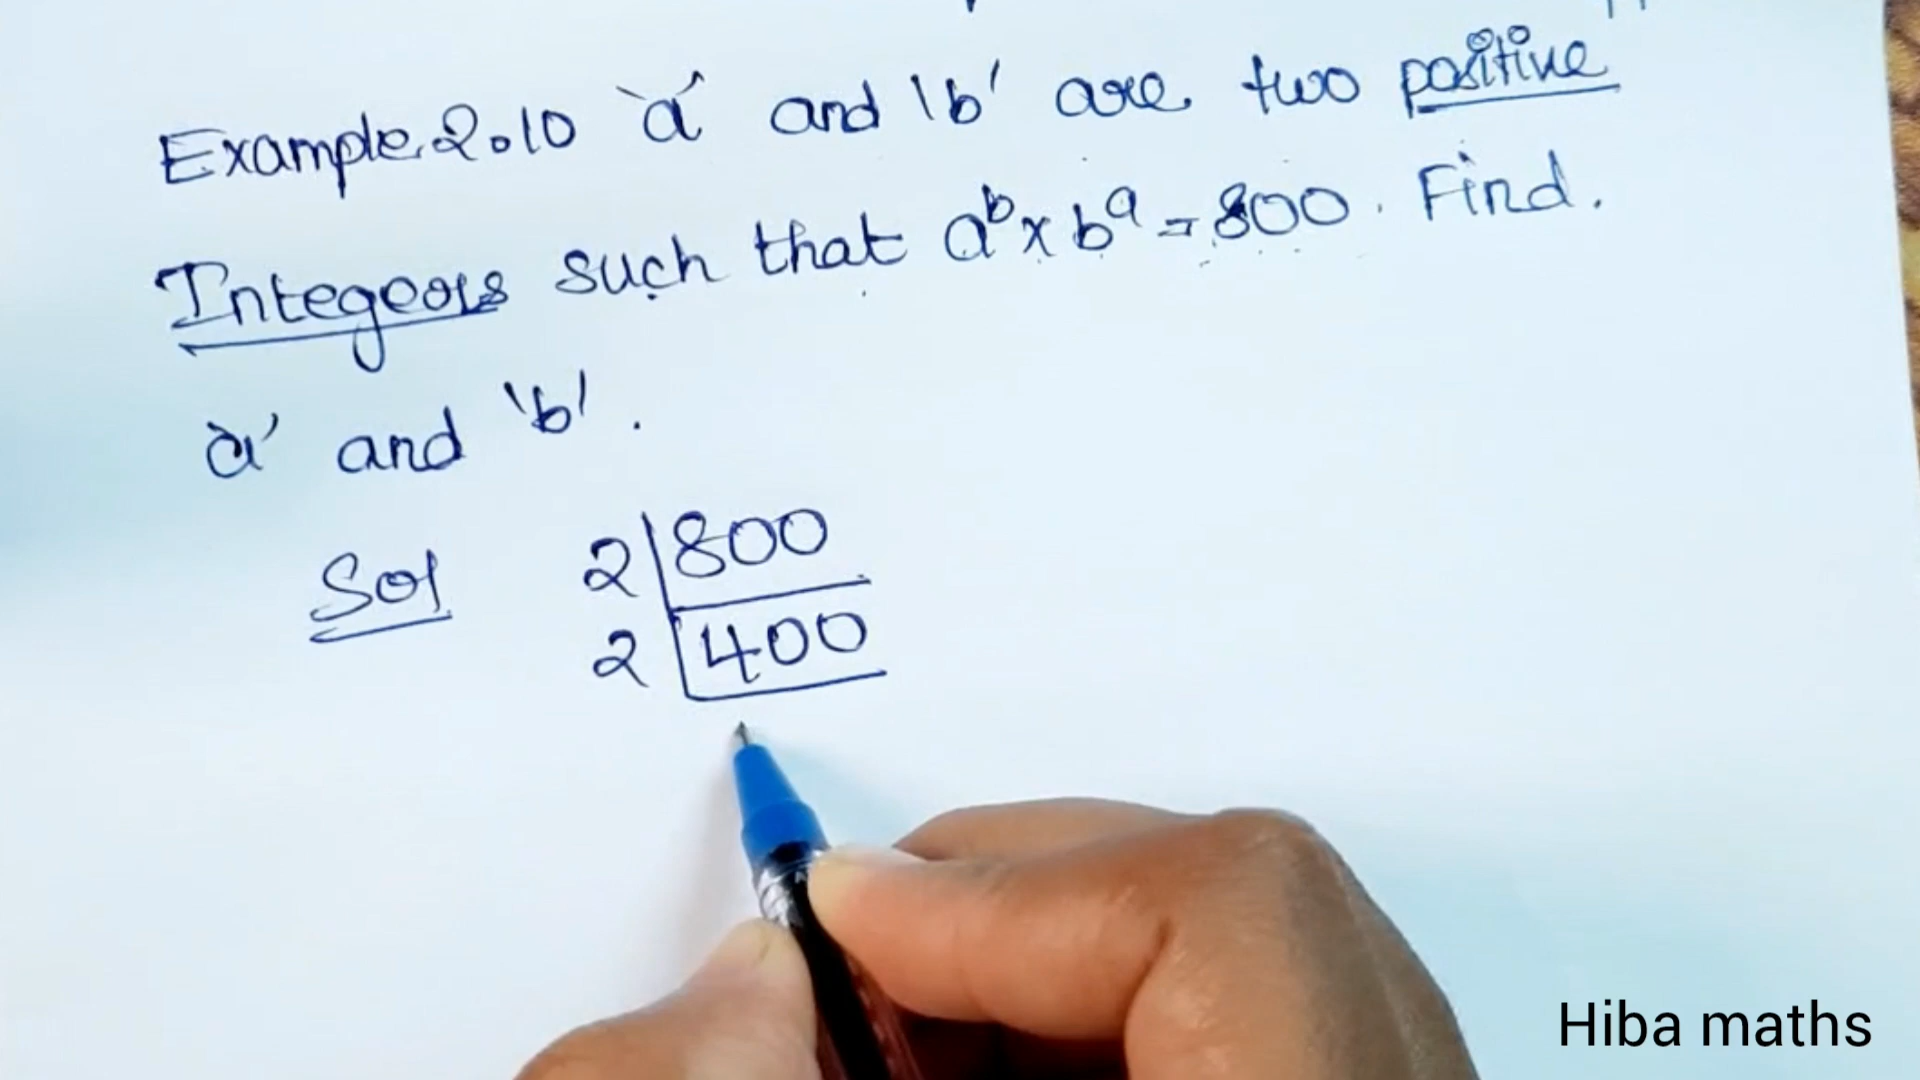 Example 2.10 'a' and 'b' are two positive
Integers such that a^b x b^a = 800. Find.
'a' and 'b'.
Sol 2 | 800
2 | 400
Hiba maths